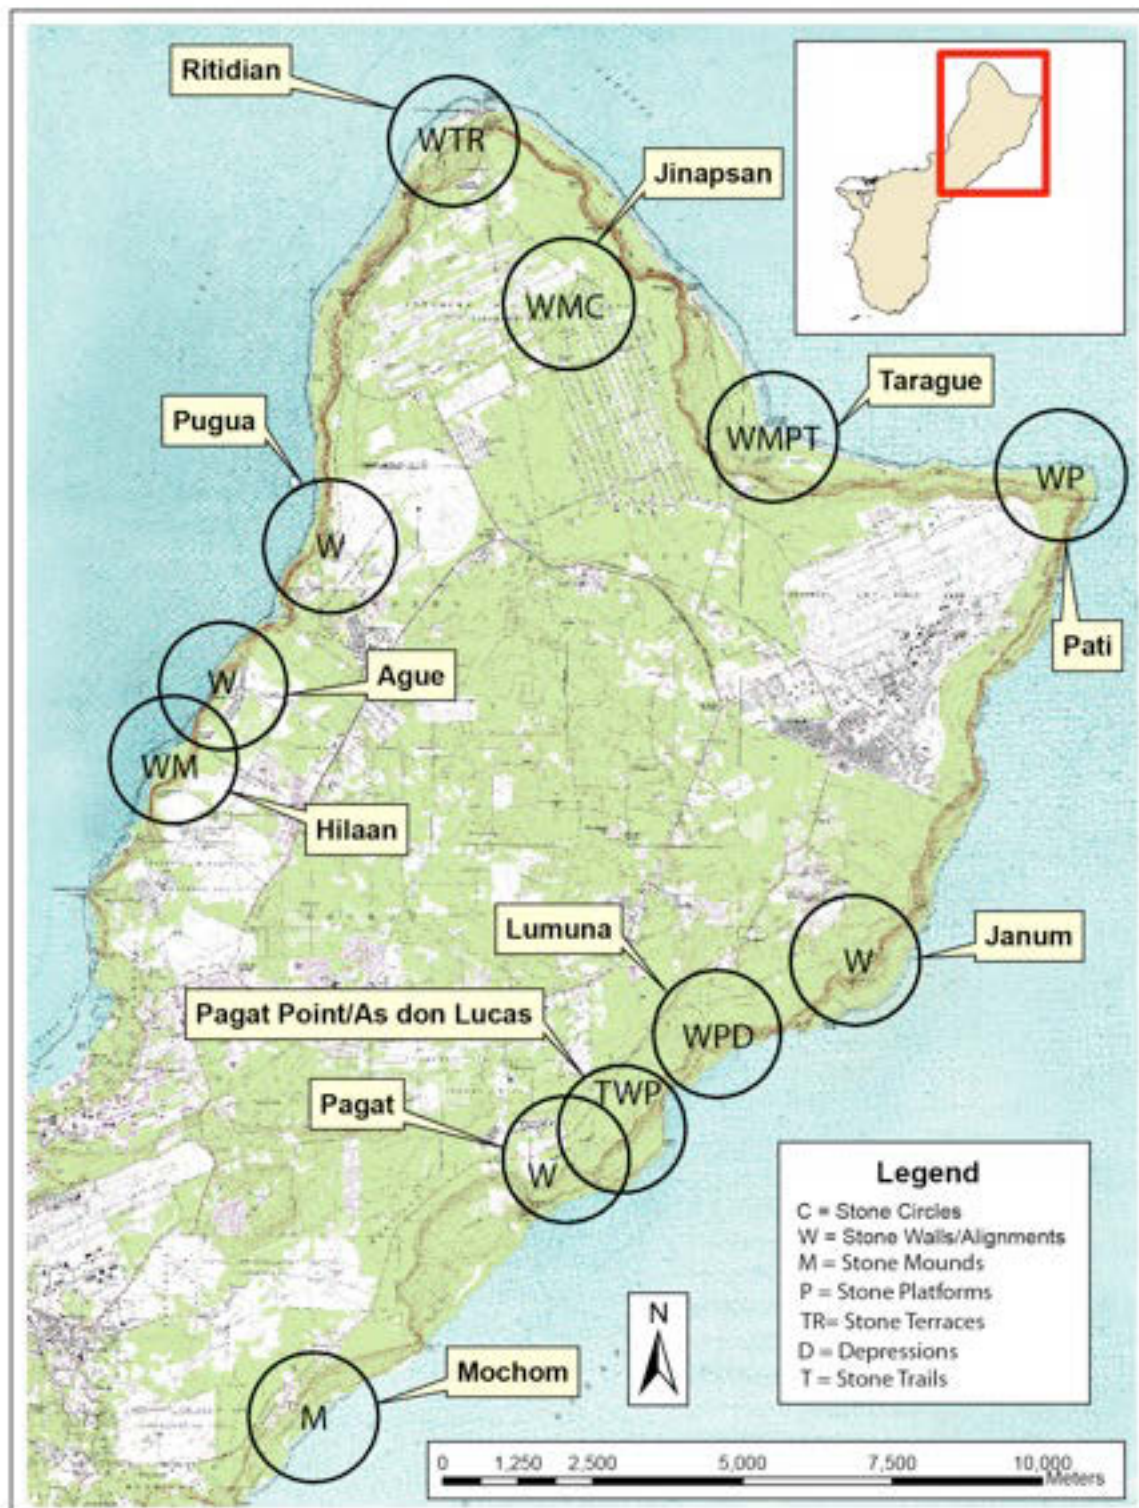 Ritidian
WTR
Jinapsan
WMC
Tarague
WMPT
WP
Pugua
W
Pati
W
Ague
WM
Hilaan
Lumuna
W
Janum
Pagat Point/As don Lucas
WPD
TWP
Pagat
W
Mochom
M
N
Legend
C = Stone Circles
W = Stone Walls/Alignments
M = Stone Mounds
P = Stone Platforms
TR= Stone Terraces
D = Depressions
T = Stone Trails
0 1,250 2,500 5,000 7,500 10,000
Meters